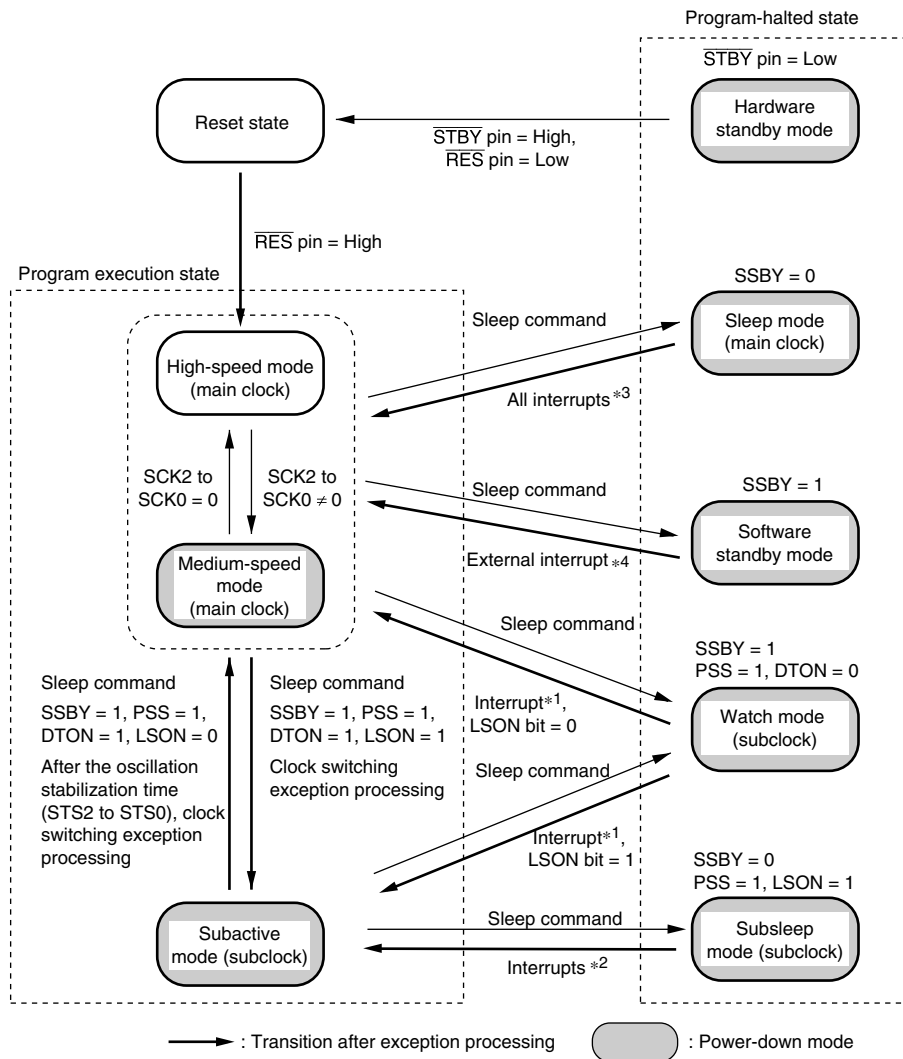 Program-halted state
STBY pin = Low
Hardware
standby mode
Reset state
STBY pin = High,
RES pin = Low
RES pin = High
Program execution state
SSBY = 0
Sleep mode
(main clock)
Sleep command
All interrupts *3
High-speed mode
(main clock)
SCK2 to
SCK0 = 0
SCK2 to
SCK0 ≠ 0
Medium-speed
mode
(main clock)
Sleep command
External interrupt *4
SSBY = 1
Software
standby mode
Sleep command
Interrupt *1,
LSON bit = 0
SSBY = 1
PSS = 1, DTON = 0
Watch mode
(subclock)
Sleep command
SSBY = 1, PSS = 1,
DTON = 1, LSON = 0
After the oscillation
stabilization time
(STS2 to STS0), clock
switching exception
processing
Sleep command
SSBY = 1, PSS = 1,
DTON = 1, LSON = 1
Clock switching
exception processing
Sleep command
Interrupt *1,
LSON bit = 1
SSBY = 0
PSS = 1, LSON = 1
Subsleep
mode (subclock)
Subactive
mode (subclock)
Sleep command
Interrupts *2
: Transition after exception processing
: Power-down mode